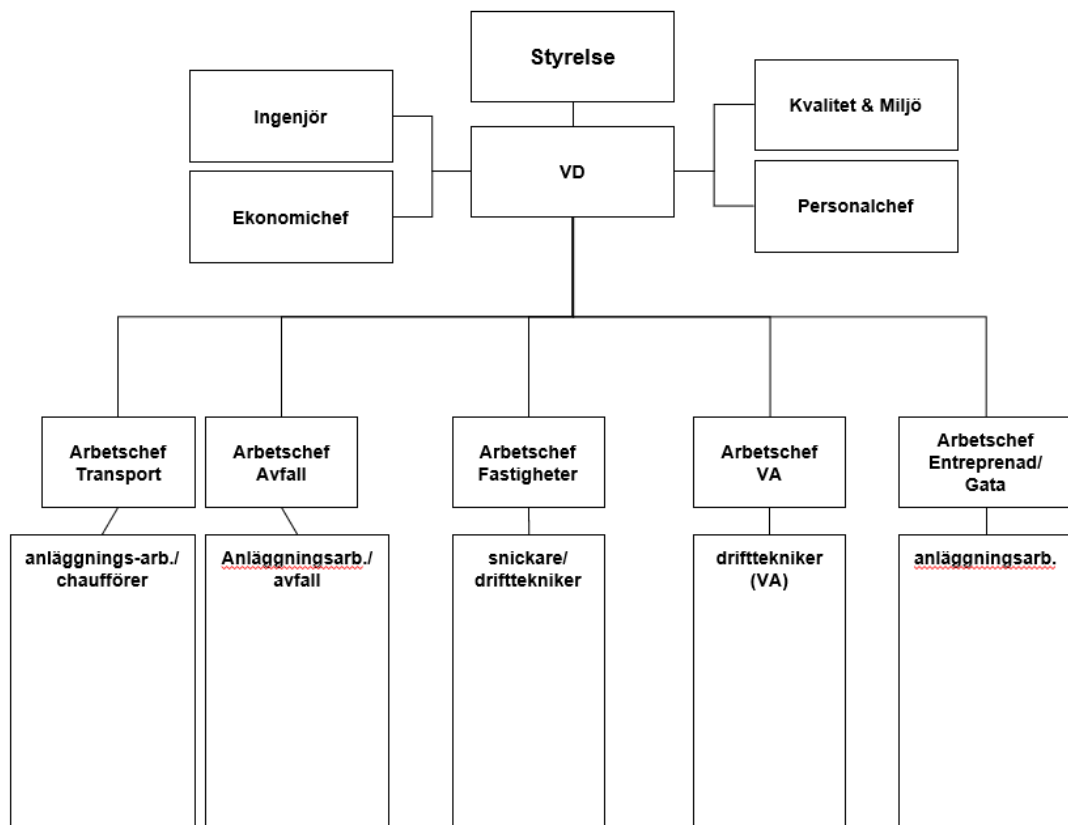 Styrelse
Ingenjör
Kvalitet & Miljö
VD
Ekonomichef
Personalchef
Arbetschef
Transport
Arbetschef
Avfall
Arbetschef
Fastigheter
Arbetschef
VA
Arbetschef
Entreprenad/
Gata
anläggnings-arb./
chaufförer
Anläggningsarb./
avfall
snickare/
drifttekniker
drifttekniker
(VA)
anläggningsarb.